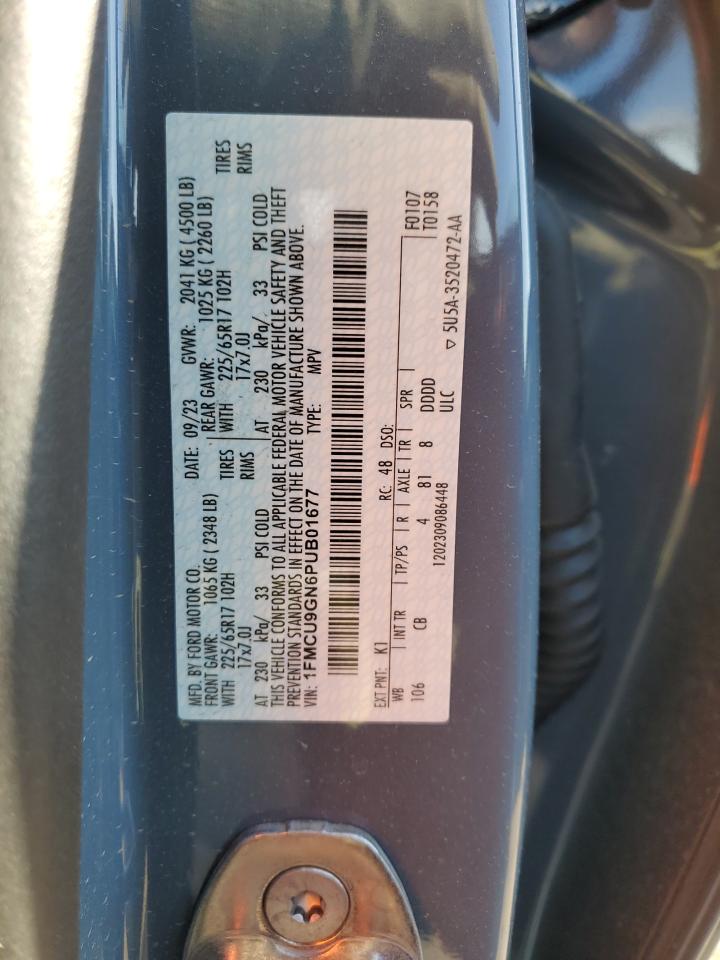 MFD. BY FORD MOTOR CO. DATE: 09/23 GVWR: 2041 KG ( 4500 LB)
FRONT GAWR: 1065 KG ( 2348 LB) REAR GAWR: 1025 KG ( 2260 LB)
WITH 225/65R17 102H TIRES WITH 225/65R17 102H TIRES
17x7.0J RIMS 17x7.0J RIMS
AT 230 kPa/ 33 PSI COLD AT 230 kPa/ 33 PSI COLD
THIS VEHICLE CONFORMS TO ALL APPLICABLE FEDERAL MOTOR VEHICLE SAFETY AND THEFT
PREVENTION STANDARDS IN EFFECT ON THE DATE OF MANUFACTURE SHOWN ABOVE.
VIN: 1FMCU9GN6PUB01677 TYPE: MPV
EXT PNT: K1 RC: 48 DSO:
WB INT TR TP/PS R AXLE TR SPR F0107
106 CB 4 81 8 DDDD T0158
1202309086448 ULC
▽ 5U5A-3520472-AA